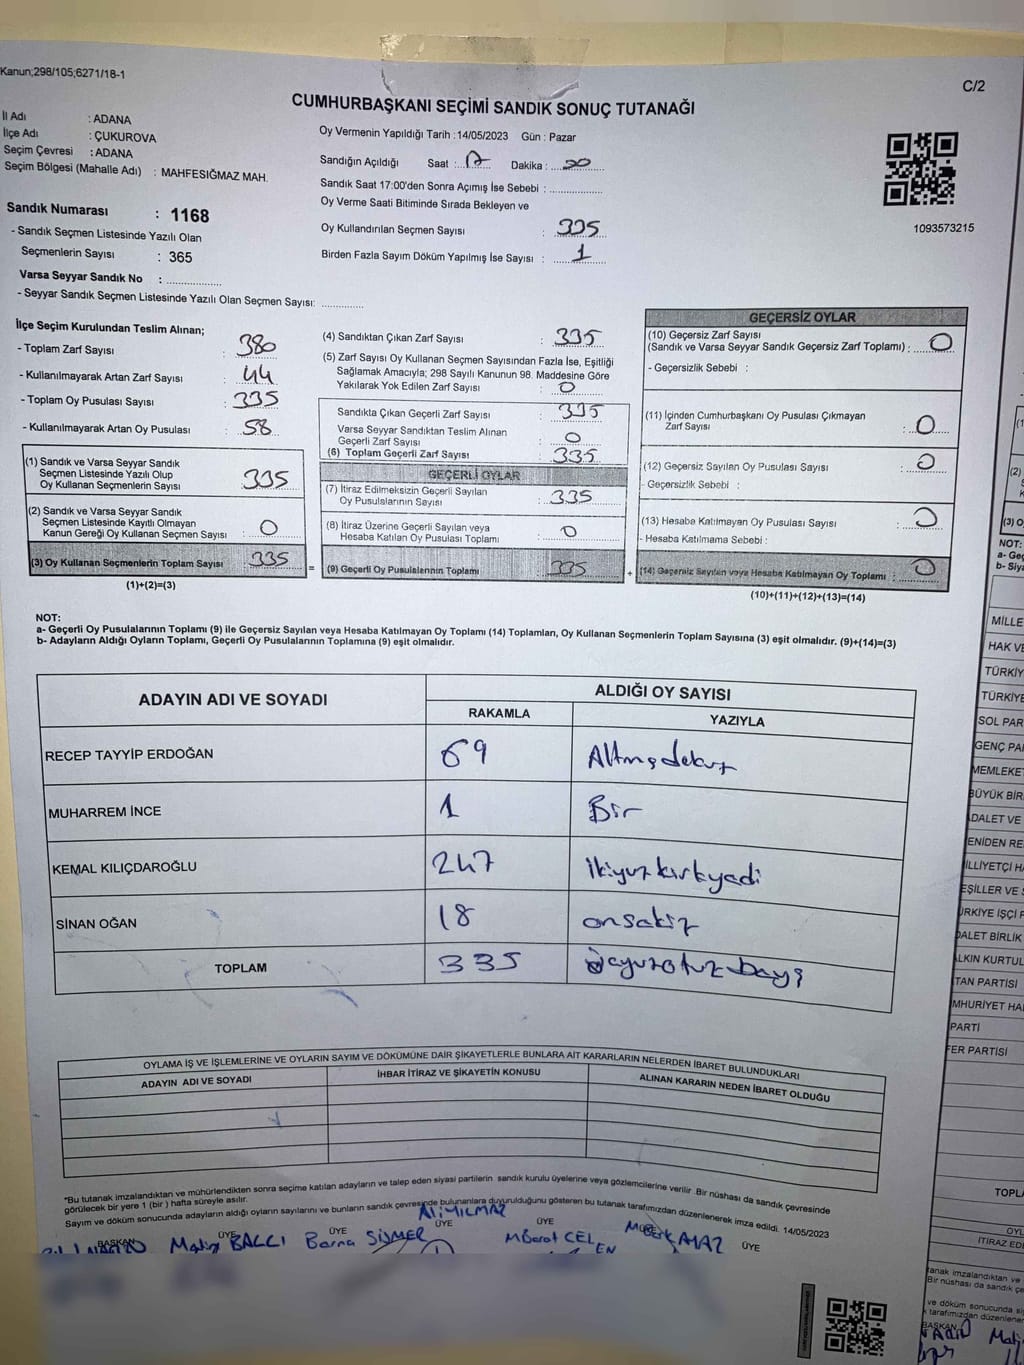 Kanun;298/105;6271/18-1
C/2
CUMHURBAŞKANI SEÇİMİ SANDIK SONUÇ TUTANAĞI
İl Adı : ADANA
İlçe Adı : ÇUKUROVA
Seçim Çevresi : ADANA
Seçim Bölgesi (Mahalle Adı) : MAHFESIĞMAZ MAH.
Sandık Numarası : 1168
- Sandık Seçmen Listesinde Yazılı Olan
Seçmenlerin Sayısı : 365
Varsa Seyyar Sandık No :
- Seyyar Sandık Seçmen Listesinde Yazılı Olan Seçmen Sayısı:
Oy Vermenin Yapıldığı Tarih : 14/05/2023 Gün : Pazar
Sandığın Açıldığı Saat : 17 Dakika :
Sandık Saat 17:00'den Sonra Açımış İse Sebebi :
Oy Verme Saati Bitiminde Sırada Bekleyen ve
Oy Kullandırılan Seçmen Sayısı : 335
Birden Fazla Sayım Döküm Yapılmış İse Sayısı : 1
1093573215
İlçe Seçim Kurulundan Teslim Alınan;
- Toplam Zarf Sayısı : 380
- Kullanılmayarak Artan Zarf Sayısı : 44
- Toplam Oy Pusulası Sayısı : 335
- Kullanılmayarak Artan Oy Pusulası : 58
(1) Sandık ve Varsa Seyyar Sandık
Seçmen Listesinde Yazılı Olup
Oy Kullanan Seçmenlerin Sayısı : 335
(2) Sandık ve Varsa Seyyar Sandık
Seçmen Listesinde Kayıtlı Olmayan
Kanun Gereği Oy Kullanan Seçmen Sayısı : 0
(3) Oy Kullanan Seçmenlerin Toplam Sayısı : 335
(1)+(2)=(3)
(4) Sandıktan Çıkan Zarf Sayısı : 335
(5) Zarf Sayısı Oy Kullanan Seçmen Sayısından Fazla İse, Eşitliği
Sağlamak Amacıyla; 298 Sayılı Kanunun 98. Maddesine Göre
Yakılarak Yok Edilen Zarf Sayısı : 0
Sandıkta Çıkan Geçerli Zarf Sayısı : 335
Varsa Seyyar Sandıktan Teslim Alınan
Geçerli Zarf Sayısı : 0
(6) Toplam Geçerli Zarf Sayısı : 335
GEÇERLİ OYLAR
(7) İtiraz Edilmeksizin Geçerli Sayılan
Oy Pusulalarının Sayısı : 335
(8) İtiraz Üzerine Geçerli Sayılan veya
Hesaba Katılan Oy Pusulası Toplamı : 0
= (9) Geçerli Oy Pusulalarının Toplamı : 335
GEÇERSİZ OYLAR
(10) Geçersiz Zarf Sayısı
(Sandık ve Varsa Seyyar Sandık Geçersiz Zarf Toplamı) : 0
- Geçersizlik Sebebi :
(11) İçinden Cumhurbaşkanı Oy Pusulası Çıkmayan
Zarf Sayısı : 0
(12) Geçersiz Sayılan Oy Pusulası Sayısı : 0
- Geçersizlik Sebebi :
(13) Hesaba Katılmayan Oy Pusulası Sayısı : 0
- Hesaba Katılmama Sebebi :
+ (14) Geçersiz Sayılan veya Hesaba Katılmayan Oy Toplamı : 0
(10)+(11)+(12)+(13)=(14)
NOT:
a- Geçerli Oy Pusulalarının Toplamı (9) ile Geçersiz Sayılan veya Hesaba Katılmayan Oy Toplamı (14) Toplamları, Oy Kullanan Seçmenlerin Toplam Sayısına (3) eşit olmalıdır. (9)+(14)=(3)
b- Adayların Aldığı Oyların Toplamı, Geçerli Oy Pusulalarının Toplamına (9) eşit olmalıdır.
ADAYIN ADI VE SOYADI
ALDIĞI OY SAYISI
RAKAMLA YAZIYLA
RECEP TAYYİP ERDOĞAN 69 Altmışdokuz
MUHARREM İNCE 1 Bir
KEMAL KILIÇDAROĞLU 247 ikiyuzkırkyedi
SİNAN OĞAN 18 onsekiz
TOPLAM 335 üçyuzotuzbeş
OYLAMA İŞ VE İŞLEMLERİNE VE OYLARIN SAYIM VE DÖKÜMÜNE DAİR ŞİKAYETLERLE BUNLARA AİT KARARLARIN NELERDEN İBARET BULUNDUKLARI
ADAYIN ADI VE SOYADI İHBAR İTİRAZ VE ŞİKAYETİN KONUSU ALINAN KARARIN NEDEN İBARET OLDUĞU
*Bu tutanak imzalandıktan ve mühürlendikten sonra seçime katılan adayların ve talep eden siyasi partilerin sandık kurulu üyelerine veya gözlemcilerine verilir .Bir nüshası da sandık çevresinde
görülecek bir yere 1 (bir ) hafta süreyle asılır.
Sayım ve döküm sonucunda adayların aldığı oyların sayılarını ve bunların sandık çevresinde bulunanlara duyurulduğunu gösteren bu tutanak tarafımızdan düzenlenerek imza edildi. 14/05/2023
BAŞKAN ÜYE ÜYE ÜYE ÜYE ÜYE
BALCI Berna SİSMER Ali YILMAZ
NOT:
MİLLE
HAK VE
TÜRKİY
TÜRKİYE
SOL PAR
GENÇ PA
MEMLEKET
BÜYÜK BİR
ADALET VE
ENİDEN RE
İLLİYETÇİ H
EŞİLLER VE S
ÜRKİYE İŞÇİ P
DALET BİRLİK
ALKIN KURTUL
TAN PARTİSİ
MHURİYET HA
PARTİ
FER PARTİSİ
TOPL
İTİRAZ ED